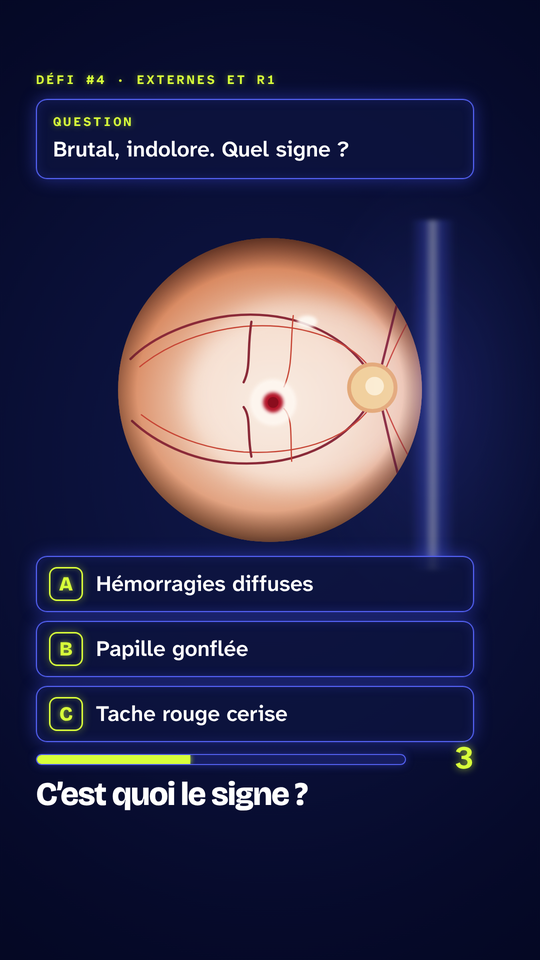 DÉFI #4 · EXTERNES ET R1
QUESTION
Brutal, indolore. Quel signe ?
A Hémorragies diffuses
B Papille gonflée
C Tache rouge cerise
3
C'est quoi le signe ?